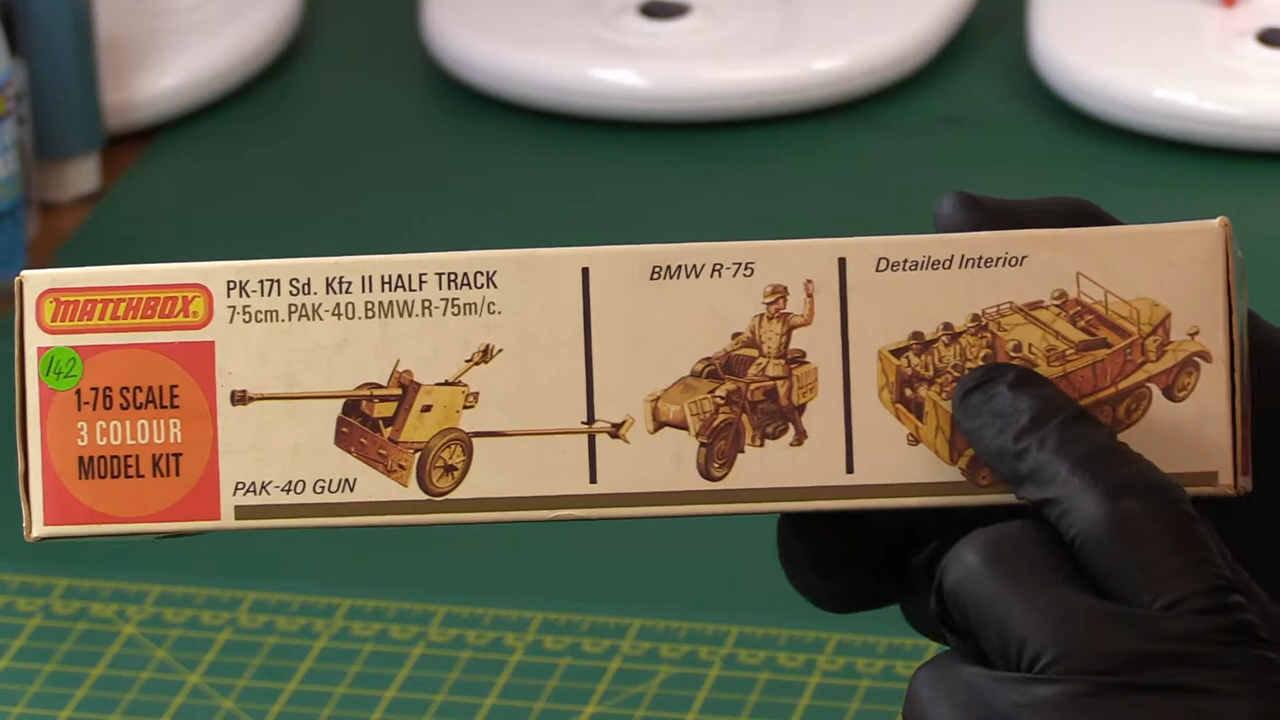 MATCHBOX
PK-171 Sd. Kfz II HALF TRACK
7·5cm.PAK-40.BMW.R-75m/c.
142
1-76 SCALE
3 COLOUR
MODEL KIT
PAK-40 GUN
BMW R-75
Detailed Interior